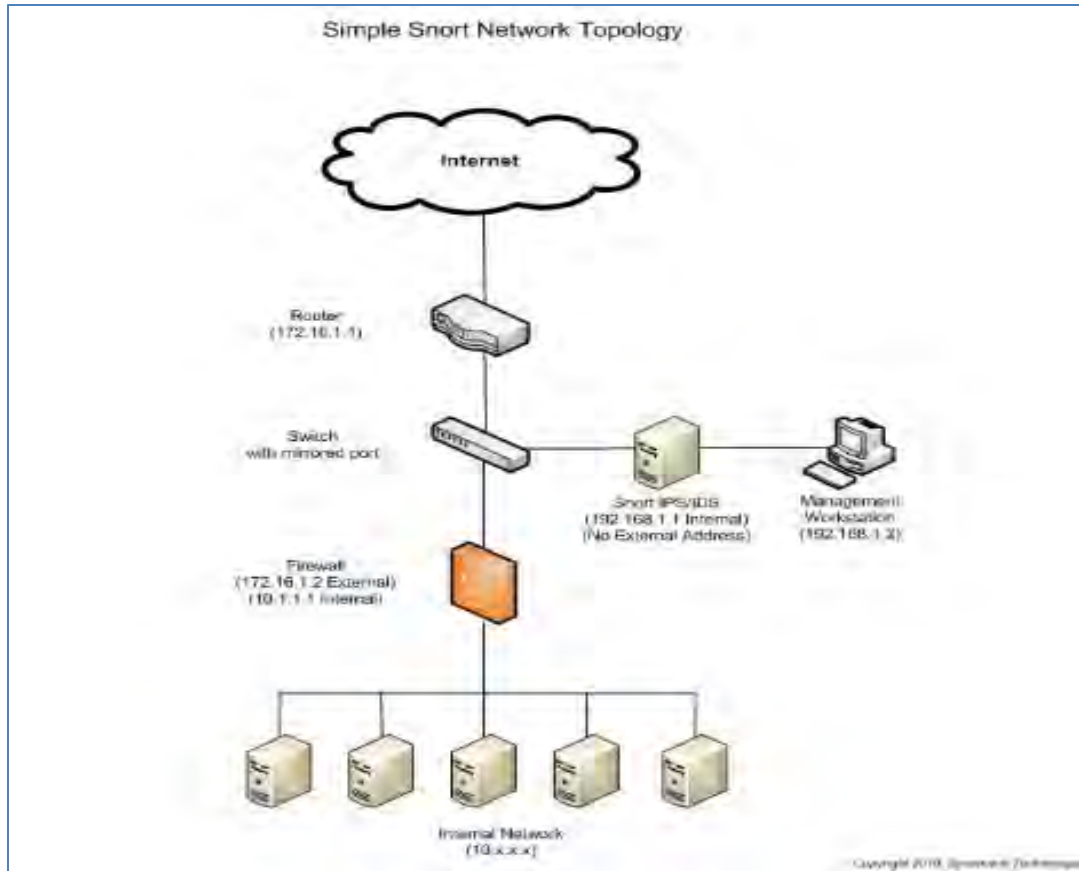 Simple Snort Network Topology
Internet
Router
(172.16.1.1)
Switch
with mirrored port
Snort IPS/IDS
(192.168.1.1 Internal)
(No External Address)
Management
Workstation
(192.168.1.2)
Firewall
(172.16.1.2 External)
(10.1.1.1 Internal)
Internal Network
(10.x.x.x)
Copyright